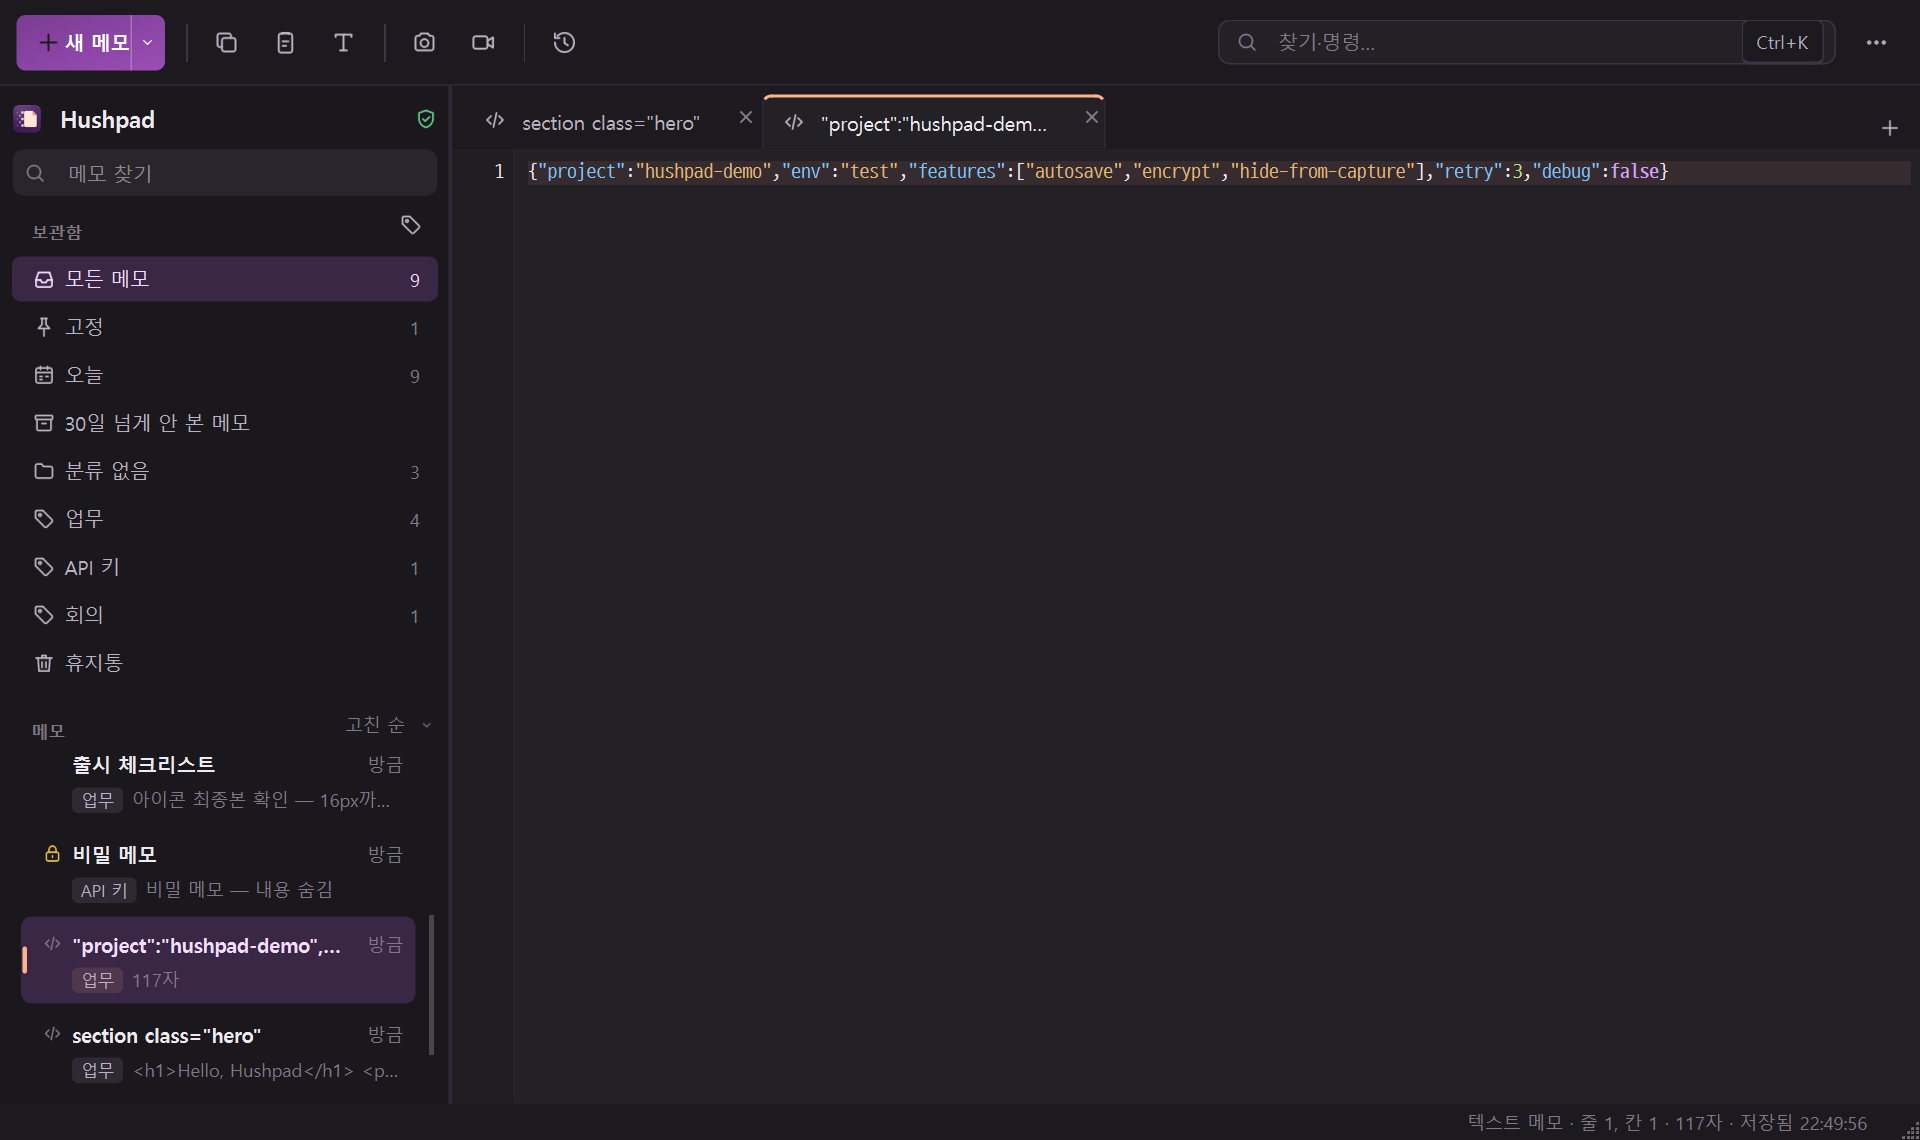 새 메모
찾기·명령...
Ctrl+K
Hushpad
메모 찾기
보관함
모든 메모 9
고정 1
오늘 9
30일 넘게 안 본 메모
분류 없음 3
업무 4
API 키 1
회의 1
휴지통
메모 고친 순
출시 체크리스트 방금
업무 아이콘 최종본 확인 — 16px까...
비밀 메모 방금
API 키 비밀 메모 — 내용 숨김
"project":"hushpad-demo",... 방금
업무 117자
section class="hero" 방금
업무 <h1>Hello, Hushpad</h1> <p...
section class="hero"
"project":"hushpad-dem...
1 {"project":"hushpad-demo","env":"test","features":["autosave","encrypt","hide-from-capture"],"retry":3,"debug":false}
텍스트 메모 · 줄 1, 칸 1 · 117자 · 저장됨 22:49:56